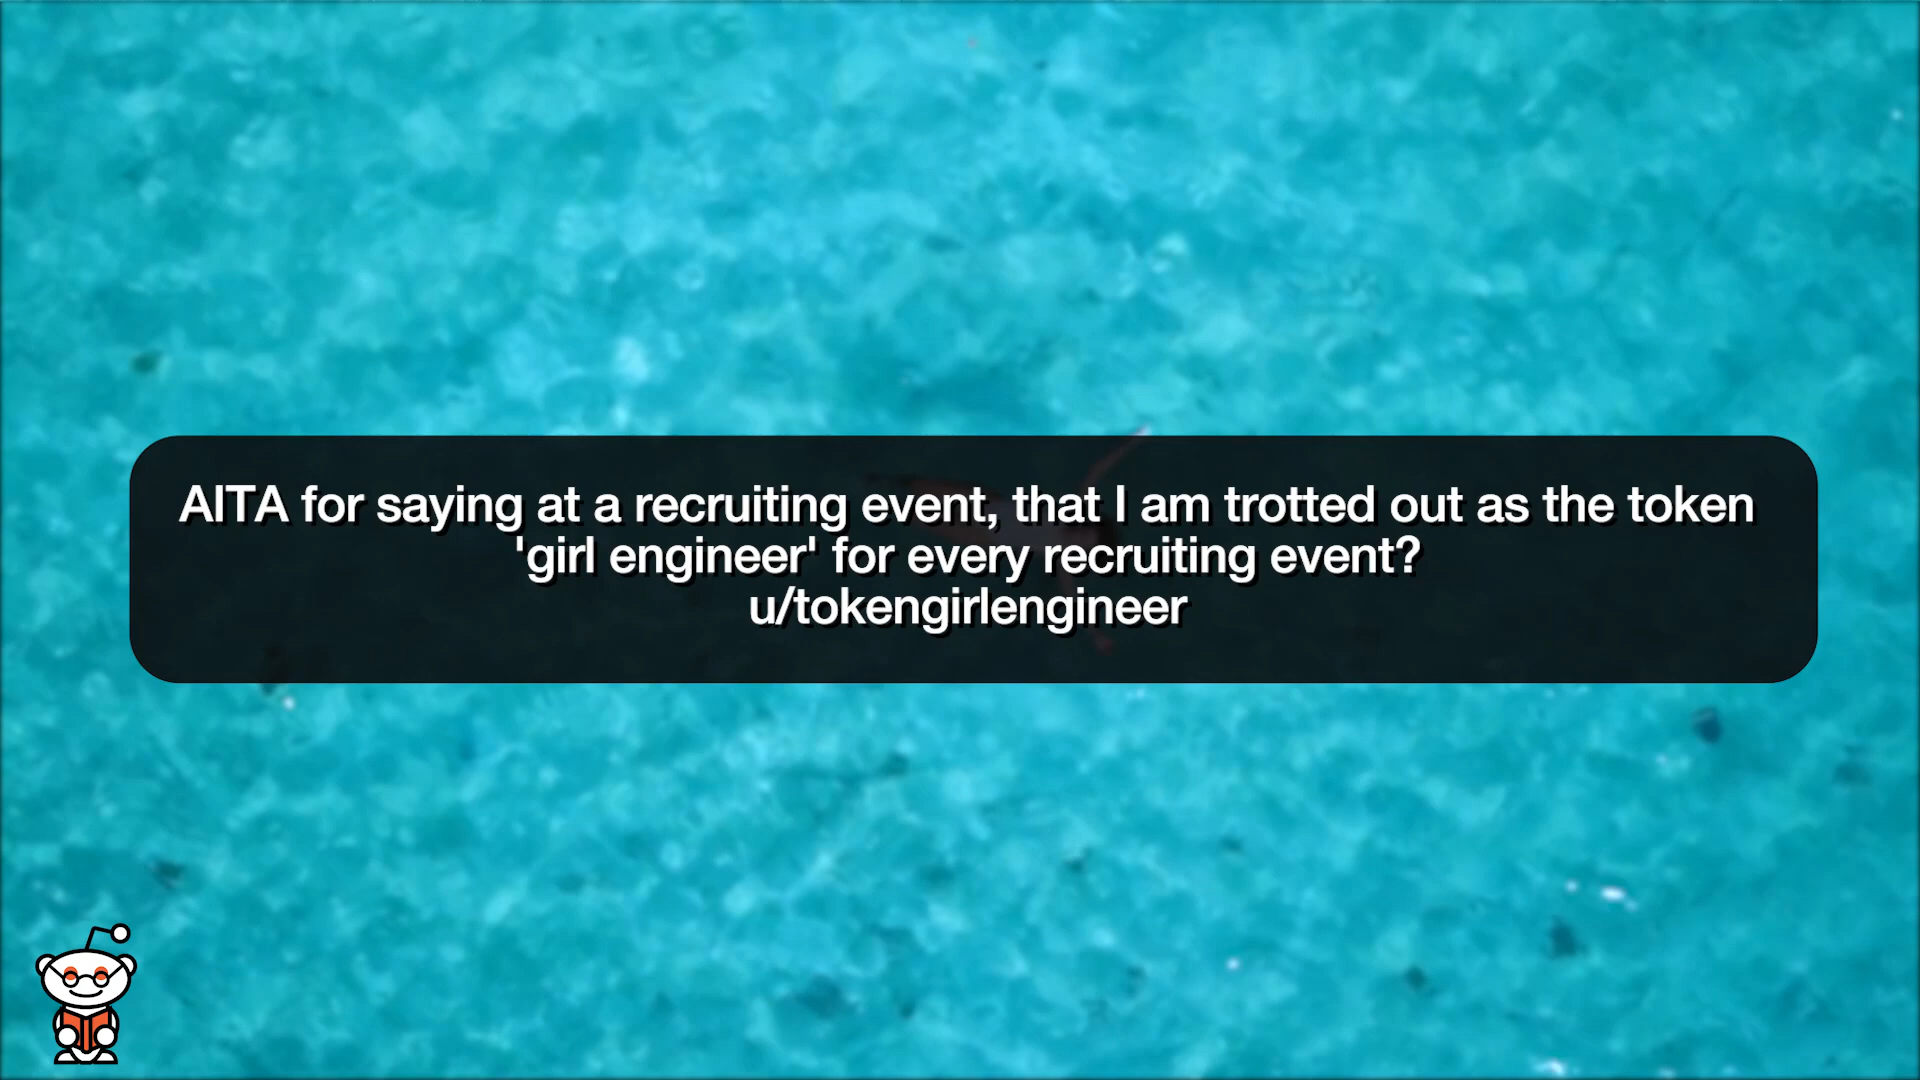 AITA for saying at a recruiting event, that I am trotted out as the token
'girl engineer' for every recruiting event?
u/tokengirlengineer